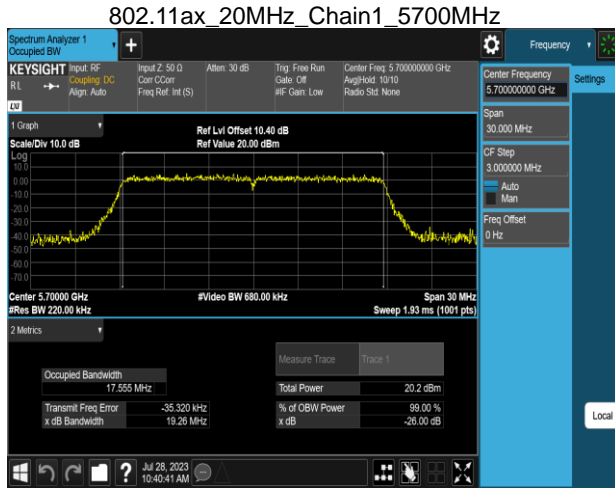 802.11ax_20MHz_Chain1_5700MHz
Spectrum Analyzer 1
Occupied BW
Frequency
KEYSIGHT
RL
Input: RF
Coupling: DC
Align: Auto
Input Z: 50 Ω
Corr CCorr
Freq Ref: Int (S)
Atten: 30 dB
Trig: Free Run
Gate: Off
#IF Gain: Low
Center Freq: 5.700000000 GHz
Avg|Hold: 10/10
Radio Std: None
Center Frequency
5.700000000 GHz
Settings
Span
30.000 MHz
CF Step
3.000000 MHz
Auto
Man
Freq Offset
0 Hz
1 Graph
Scale/Div 10.0 dB
Ref Lvl Offset 10.40 dB
Ref Value 20.00 dBm
Log
10.0
0.00
-10.0
-20.0
-30.0
-40.0
-50.0
-60.0
-70.0
Center 5.70000 GHz
#Res BW 220.00 kHz
#Video BW 680.00 kHz
Span 30 MHz
Sweep 1.93 ms (1001 pts)
2 Metrics
Measure Trace
Trace 1
Occupied Bandwidth
17.555 MHz
Total Power
20.2 dBm
Transmit Freq Error
-35.320 kHz
% of OBW Power
99.00 %
x dB Bandwidth
19.26 MHz
x dB
-26.00 dB
Local
?
Jul 28, 2023
10:40:41 AM